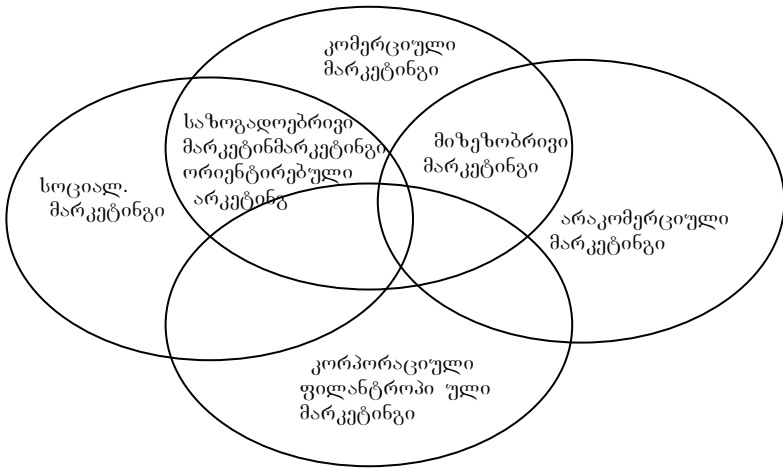 კომერციული
მარკეტინგი
საზოგადოებრივი
მარკეტინმარკეტინგი
ორიენტირებული
არკეტინგ
მიზეზობრივი
მარკეტინგი
სოციალ.
მარკეტინგი
არაკომერციული
მარკეტინგი
კორპორაციული
ფილანტროპი ული
მარკეტინგი